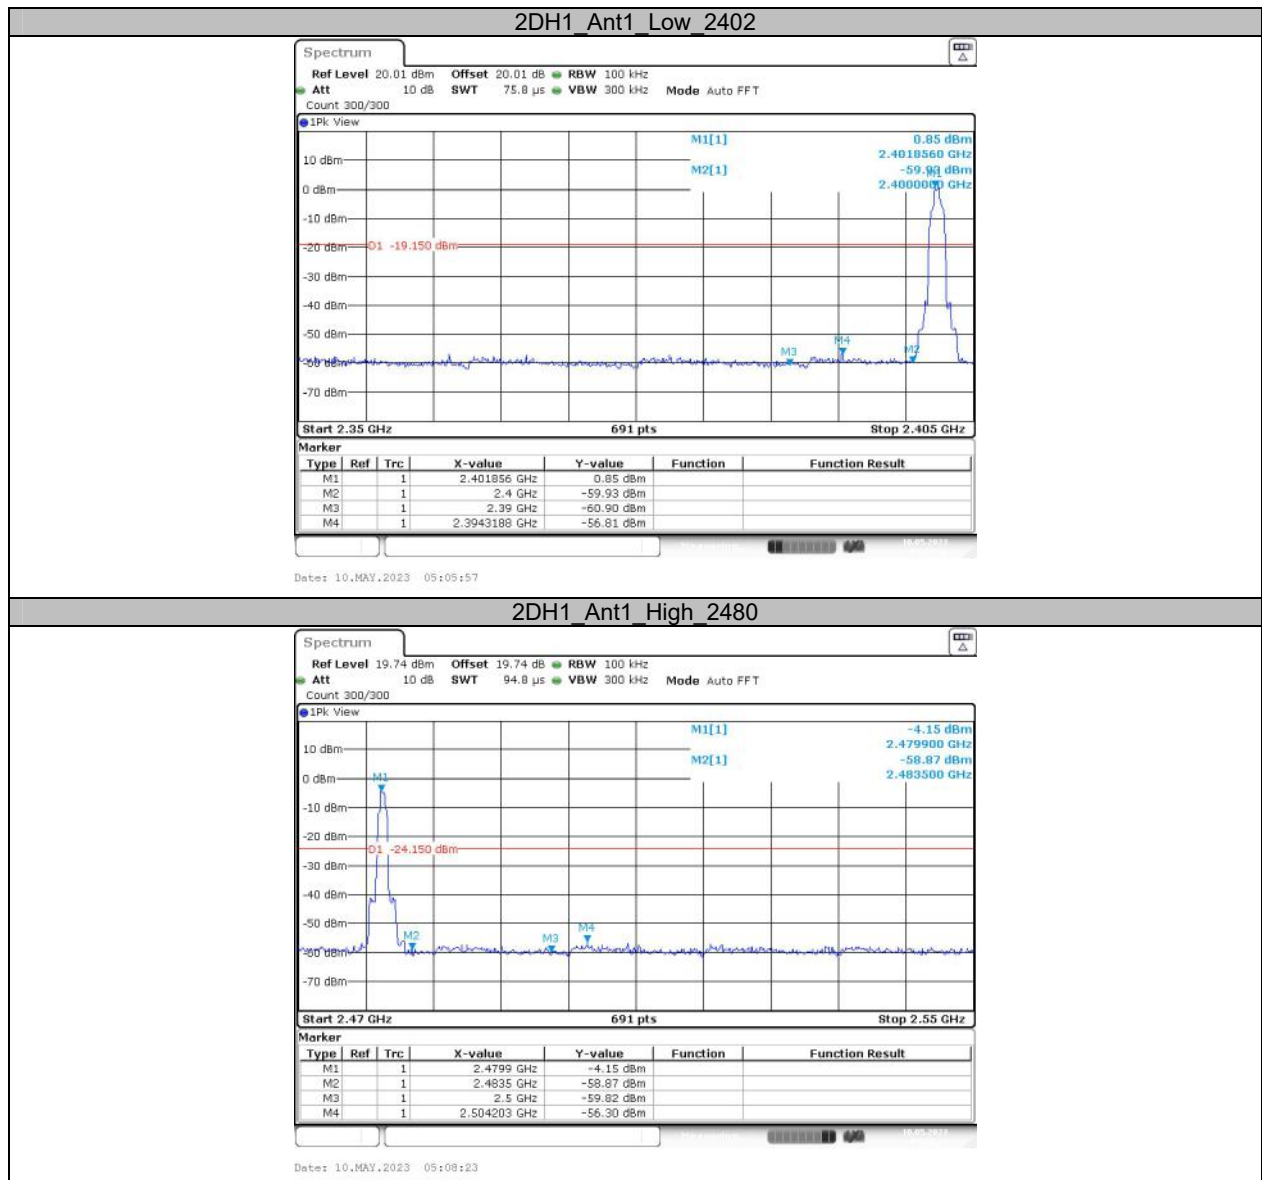 2DH1_Ant1_Low_2402
Spectrum
Ref Level 20.01 dBm Offset 20.01 dB RBW 100 kHz
Att 10 dB SWT 75.8 µs VBW 300 kHz Mode Auto FFT
Count 300/300
1Pk View
M1[1] 0.85 dBm
2.4018560 GHz
M2[1] -59.93 dBm
2.4000000 GHz
M1
10 dBm
0 dBm
-10 dBm
-20 dBm
D1 -19.150 dBm
-30 dBm
-40 dBm
-50 dBm
M3 M4 M2
-60 dBm
-70 dBm
Start 2.35 GHz 691 pts Stop 2.405 GHz
Marker
Type Ref Trc X-value Y-value Function Function Result
M1 1 2.401856 GHz 0.85 dBm
M2 1 2.4 GHz -59.93 dBm
M3 1 2.39 GHz -60.90 dBm
M4 1 2.3943188 GHz -56.81 dBm
10.05.2023
Date: 10.MAY.2023 05:05:57
2DH1_Ant1_High_2480
Spectrum
Ref Level 19.74 dBm Offset 19.74 dB RBW 100 kHz
Att 10 dB SWT 94.8 µs VBW 300 kHz Mode Auto FFT
Count 300/300
1Pk View
M1[1] -4.15 dBm
2.479900 GHz
M2[1] -58.87 dBm
2.483500 GHz
10 dBm
0 dBm
M1
-10 dBm
-20 dBm
D1 -24.150 dBm
-30 dBm
-40 dBm
-50 dBm
M2 M3 M4
-60 dBm
-70 dBm
Start 2.47 GHz 691 pts Stop 2.55 GHz
Marker
Type Ref Trc X-value Y-value Function Function Result
M1 1 2.4799 GHz -4.15 dBm
M2 1 2.4835 GHz -58.87 dBm
M3 1 2.5 GHz -59.82 dBm
M4 1 2.504203 GHz -56.30 dBm
10.05.2023
Date: 10.MAY.2023 05:08:23